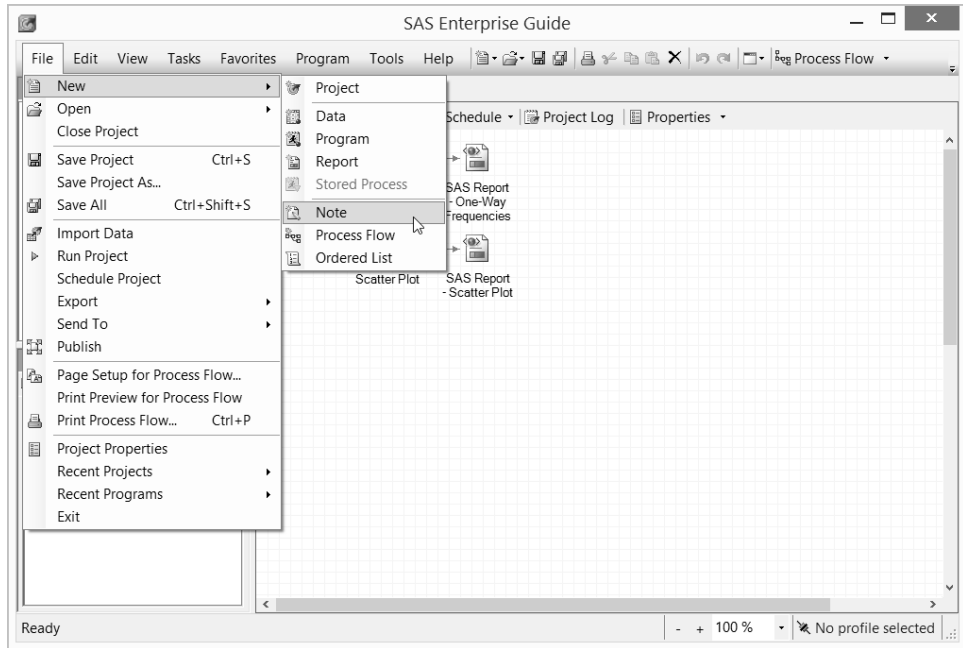 SAS Enterprise Guide
File Edit View Tasks Favorites Program Tools Help Process Flow
New
Open
Close Project
Save Project Ctrl+S
Save Project As...
Save All Ctrl+Shift+S
Import Data
Run Project
Schedule Project
Export
Send To
Publish
Page Setup for Process Flow...
Print Preview for Process Flow
Print Process Flow... Ctrl+P
Project Properties
Recent Projects
Recent Programs
Exit
Project
Data
Program
Report
Stored Process
Note
Process Flow
Ordered List
Schedule Project Log Properties
SAS Report
- One-Way
Frequencies
Scatter Plot
SAS Report
- Scatter Plot
Ready - + 100 % No profile selected